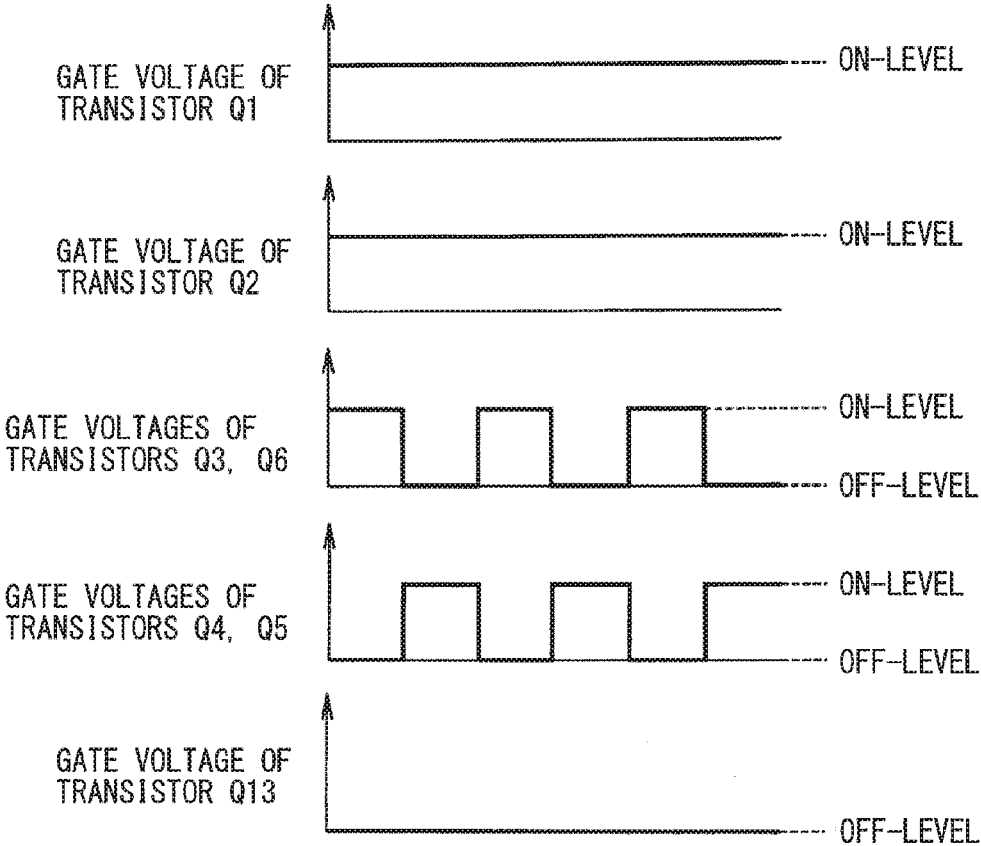 GATE VOLTAGE OF
TRANSISTOR Q1
ON-LEVEL
GATE VOLTAGE OF
TRANSISTOR Q2
ON-LEVEL
GATE VOLTAGES OF
TRANSISTORS Q3, Q6
ON-LEVEL
OFF-LEVEL
GATE VOLTAGES OF
TRANSISTORS Q4, Q5
ON-LEVEL
OFF-LEVEL
GATE VOLTAGE OF
TRANSISTOR Q13
OFF-LEVEL